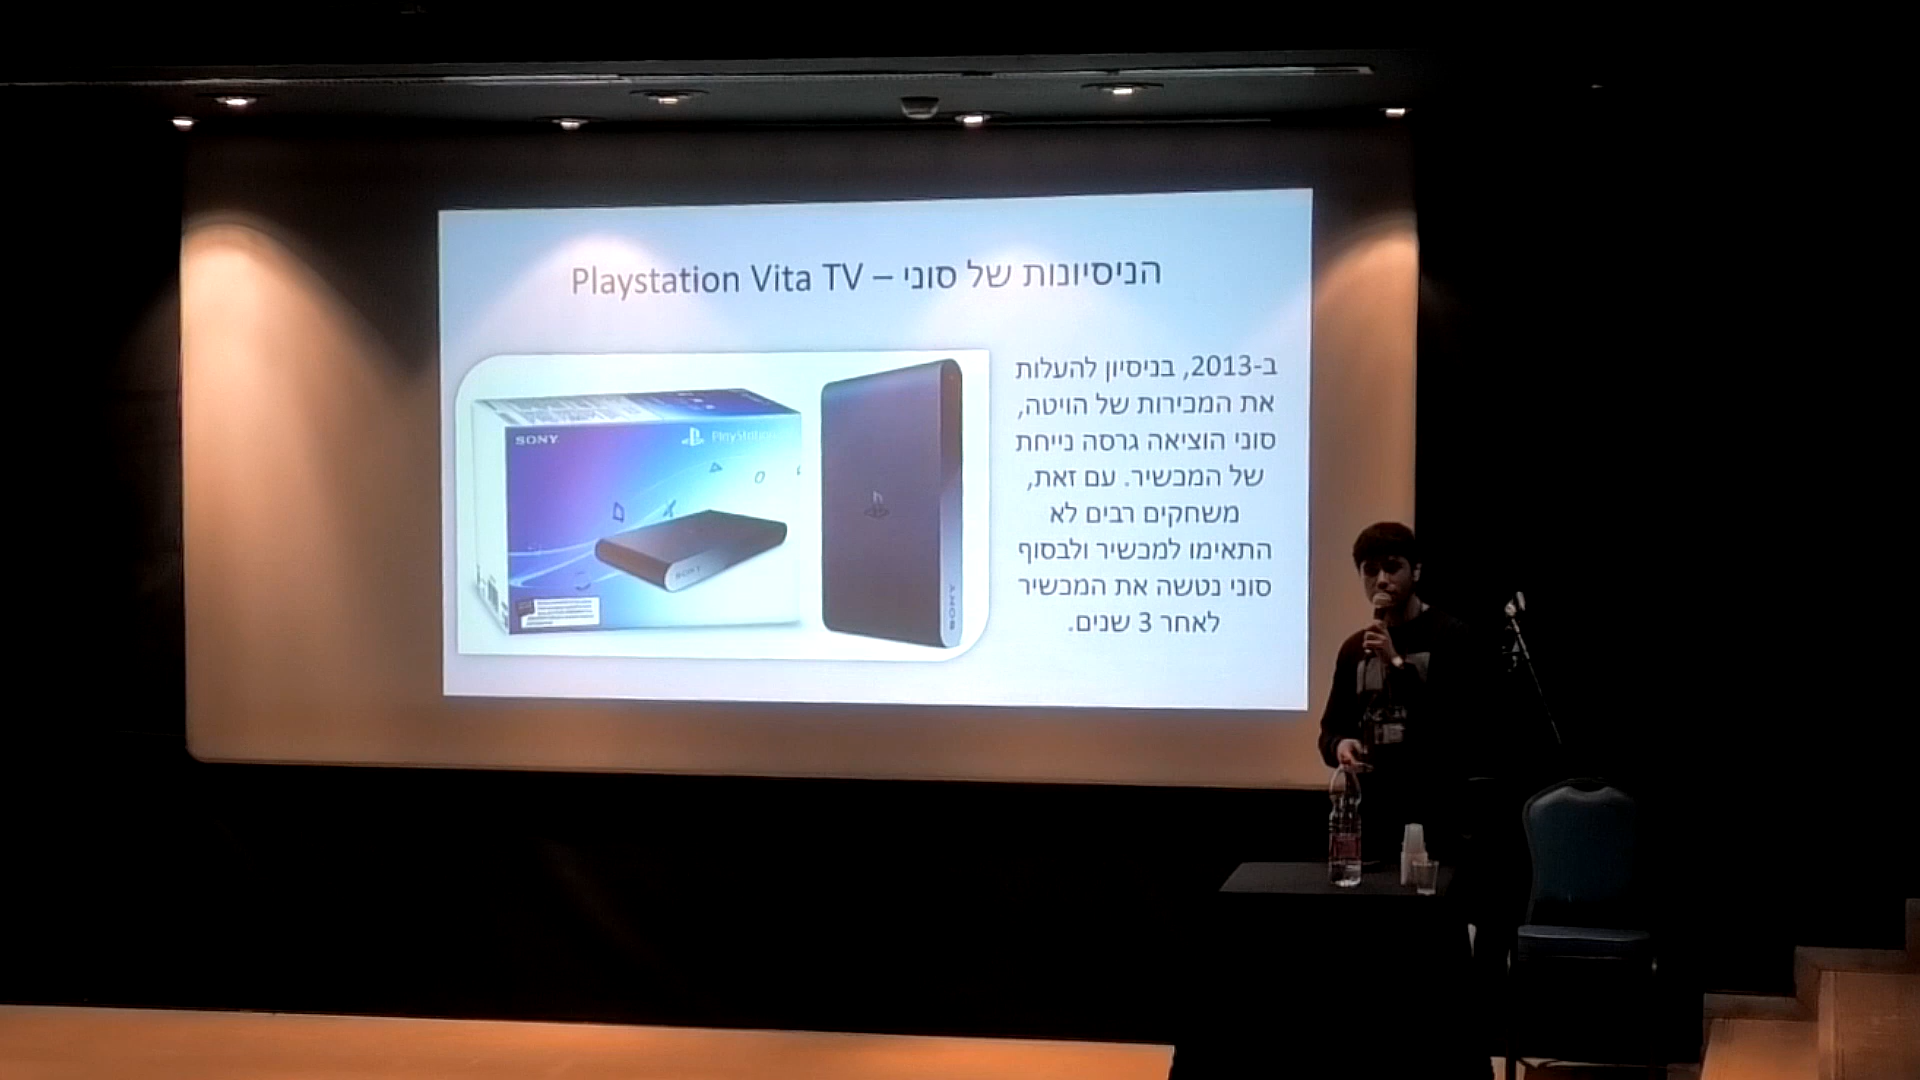 הניסיונות של סוני – Playstation Vita TV
ב-2013, בניסיון להעלות
את המכירות של הויטה,
סוני הוציאה גרסה נייחת
של המכשיר. עם זאת,
משחקים רבים לא
התאימו למכשיר ולבסוף
סוני נטשה את המכשיר
לאחר 3 שנים.
SONY
PlayStation
SONY
SONY